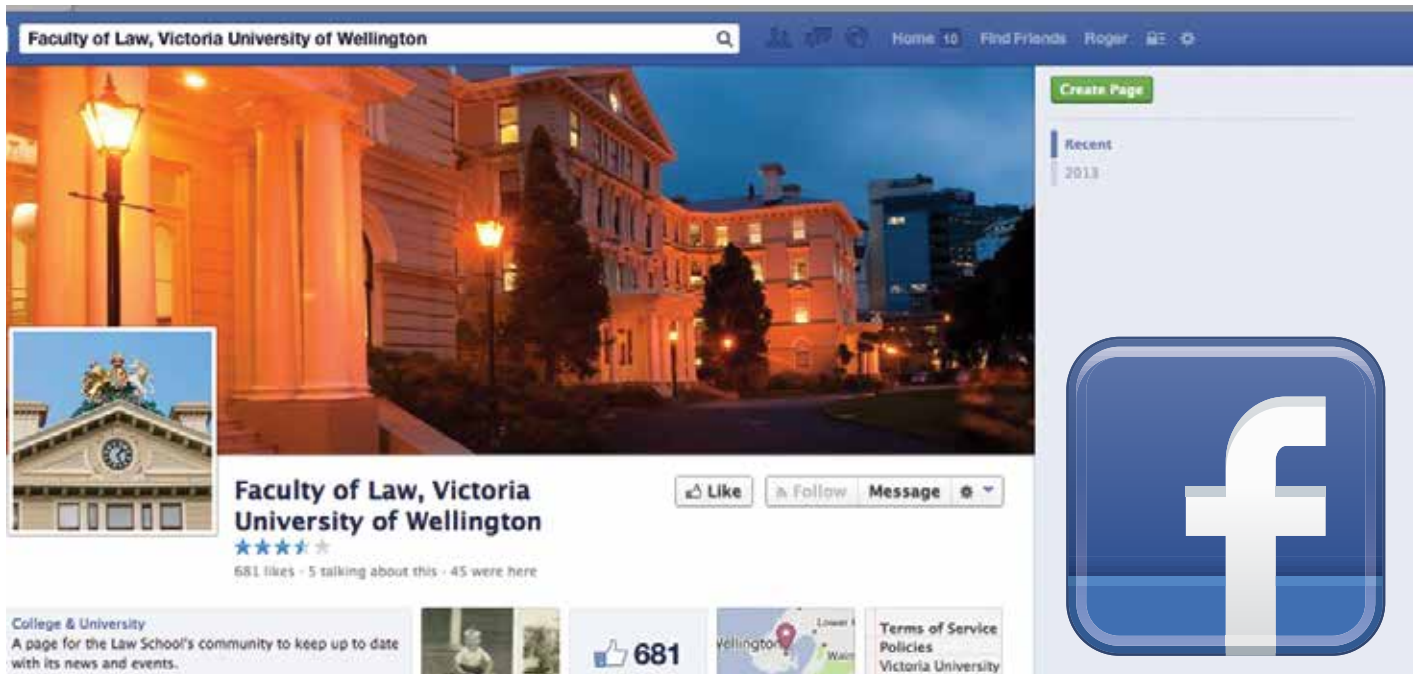 Faculty of Law, Victoria University of Wellington
Home 10 Find Friends Roger
Create Page
Recent
2013
Faculty of Law, Victoria
University of Wellington
Like Follow Message
681 likes · 5 talking about this · 45 were here
College & University
A page for the Law School's community to keep up to date
with its news and events.
681
Wellington
Lower
Terms of Service
Policies
Victoria University
f